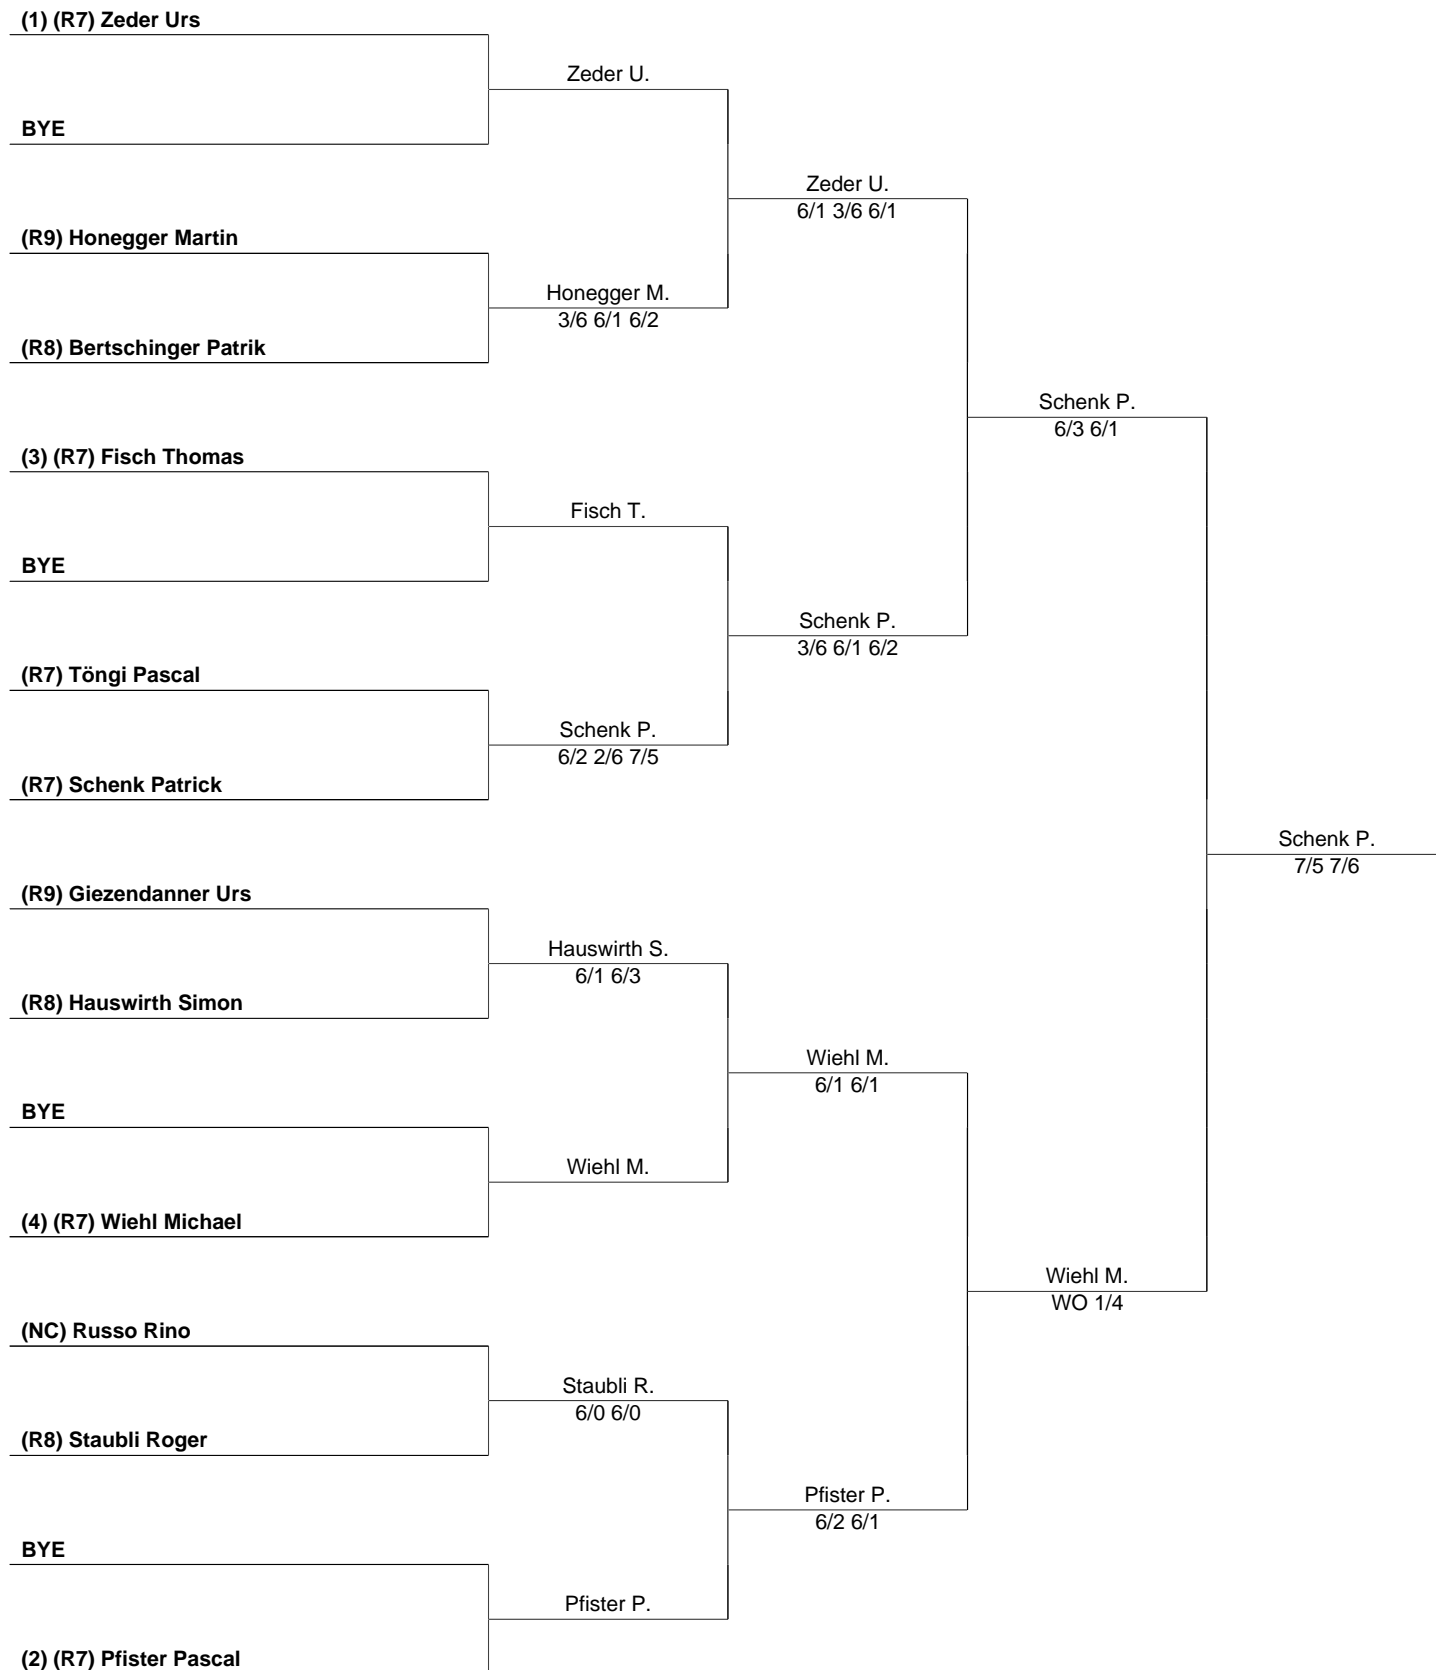 (1) (R7) Zeder Urs
Zeder U.
BYE
Zeder U.
6/1 3/6 6/1
(R9) Honegger Martin
Honegger M.
3/6 6/1 6/2
(R8) Bertschinger Patrik
Schenk P.
6/3 6/1
(3) (R7) Fisch Thomas
Fisch T.
BYE
Schenk P.
3/6 6/1 6/2
(R7) Töngi Pascal
Schenk P.
6/2 2/6 7/5
(R7) Schenk Patrick
Schenk P.
7/5 7/6
(R9) Giezendanner Urs
Hauswirth S.
6/1 6/3
(R8) Hauswirth Simon
Wiehl M.
6/1 6/1
BYE
Wiehl M.
(4) (R7) Wiehl Michael
Wiehl M.
WO 1/4
(NC) Russo Rino
Staubli R.
6/0 6/0
(R8) Staubli Roger
Pfister P.
6/2 6/1
BYE
Pfister P.
(2) (R7) Pfister Pascal